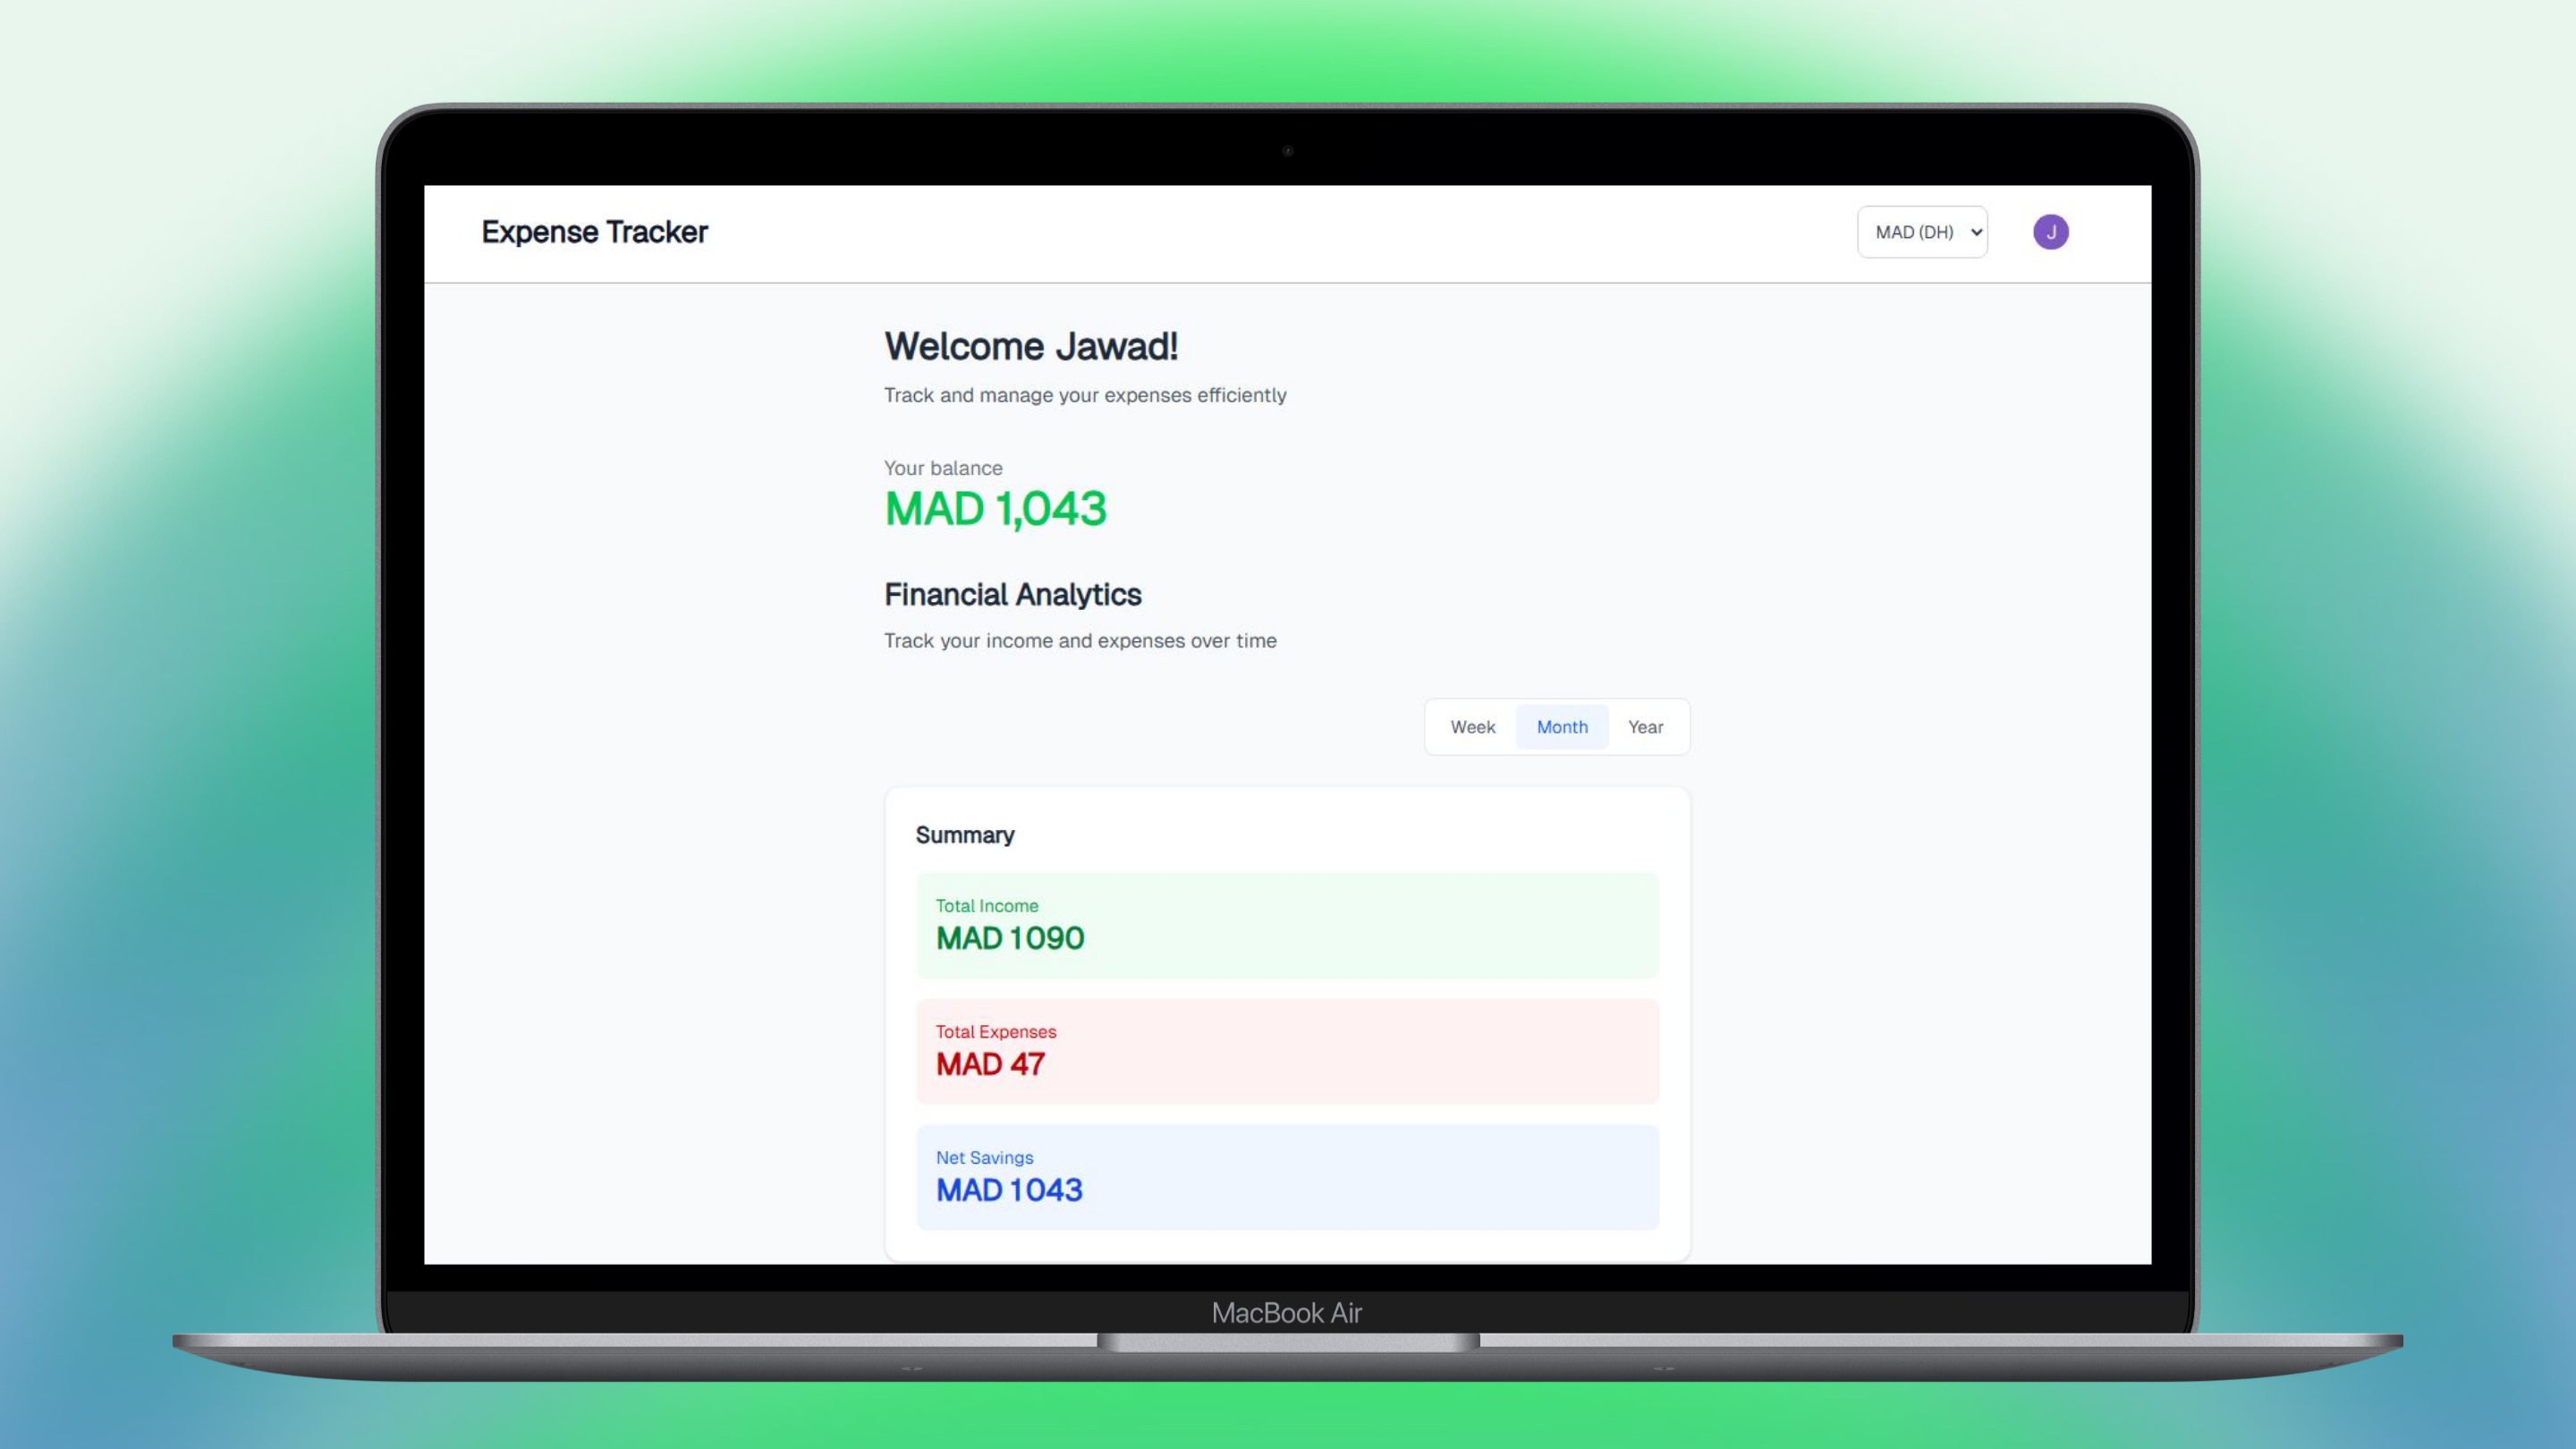 Expense Tracker
MAD (DH)
J
Welcome Jawad!
Track and manage your expenses efficiently
Your balance
MAD 1,043
Financial Analytics
Track your income and expenses over time
Week Month Year
Summary
Total Income
MAD 1090
Total Expenses
MAD 47
Net Savings
MAD 1043
MacBook Air